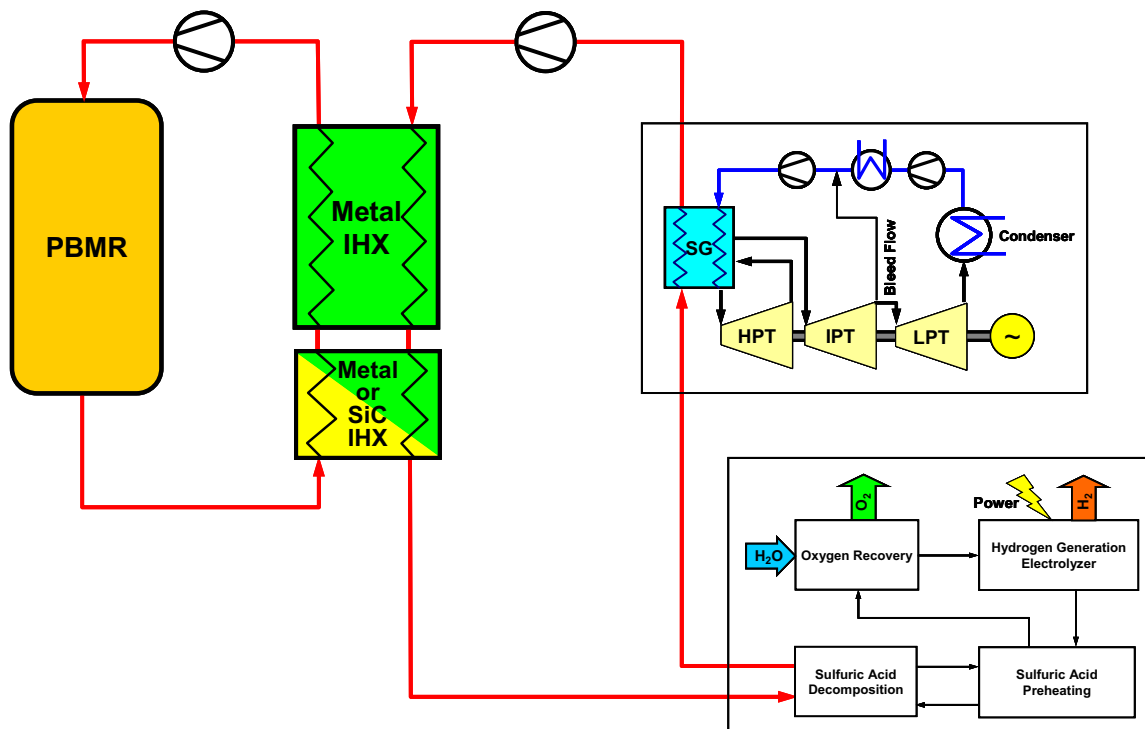 PBMR
Metal
IHX
Metal
or
SiC
IHX
SG
Bleed Flow
Condenser
HPT
IPT
LPT
~
O₂
Power
H₂
H₂O
Oxygen Recovery
Hydrogen Generation
Electrolyzer
Sulfuric Acid
Decomposition
Sulfuric Acid
Preheating